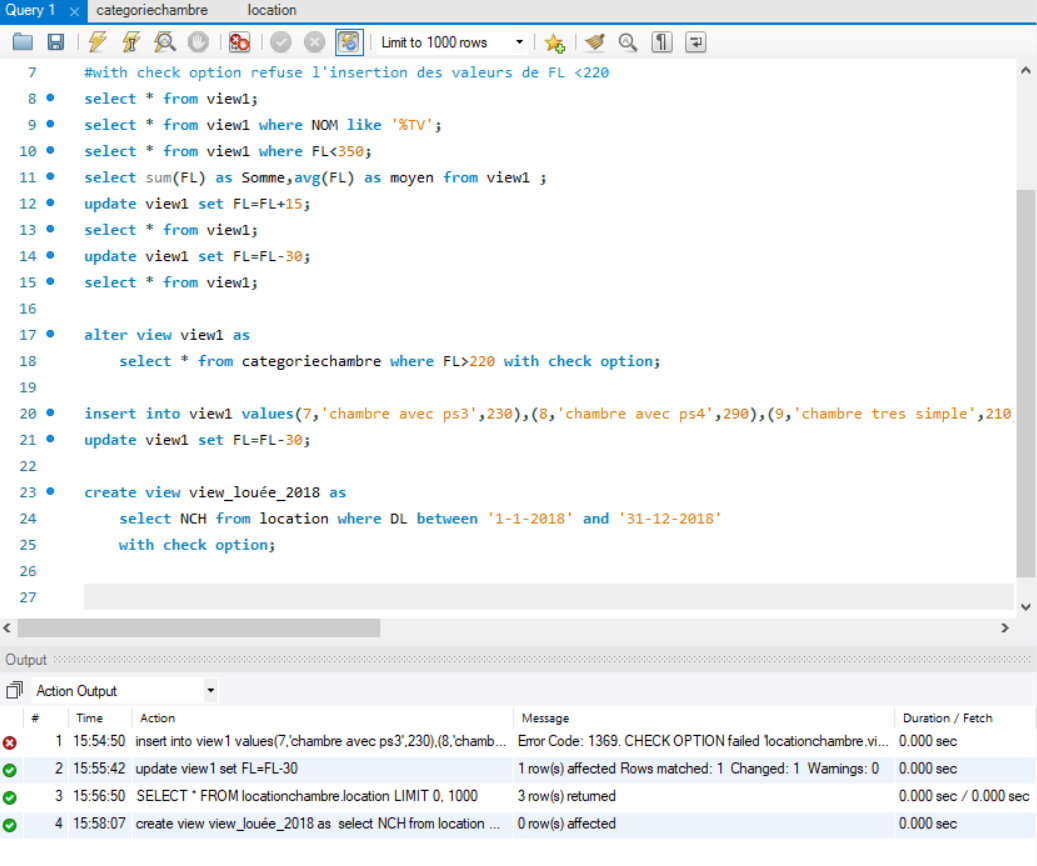 Query 1 categoriechambre location
Limit to 1000 rows
7 #with check option refuse l'insertion des valeurs de FL <220
8 select * from view1;
9 select * from view1 where NOM like '%TV';
10 select * from view1 where FL<350;
11 select sum(FL) as Somme,avg(FL) as moyen from view1 ;
12 update view1 set FL=FL+15;
13 select * from view1;
14 update view1 set FL=FL-30;
15 select * from view1;
16
17 alter view view1 as
18 select * from categoriechambre where FL>220 with check option;
19
20 insert into view1 values(7,'chambre avec ps3',230),(8,'chambre avec ps4',290),(9,'chambre tres simple',210
21 update view1 set FL=FL-30;
22
23 create view view_louée_2018 as
24 select NCH from location where DL between '1-1-2018' and '31-12-2018'
25 with check option;
26
27
Output
Action Output
# Time Action Message Duration / Fetch
1 15:54:50 insert into view1 values(7,'chambre avec ps3',230),(8,'chamb... Error Code: 1369. CHECK OPTION failed 'locationchambre.vi... 0.000 sec
2 15:55:42 update view1 set FL=FL-30 1 row(s) affected Rows matched: 1 Changed: 1 Warnings: 0 0.000 sec
3 15:56:50 SELECT * FROM locationchambre.location LIMIT 0, 1000 3 row(s) returned 0.000 sec / 0.000 sec
4 15:58:07 create view view_louée_2018 as select NCH from location ... 0 row(s) affected 0.000 sec